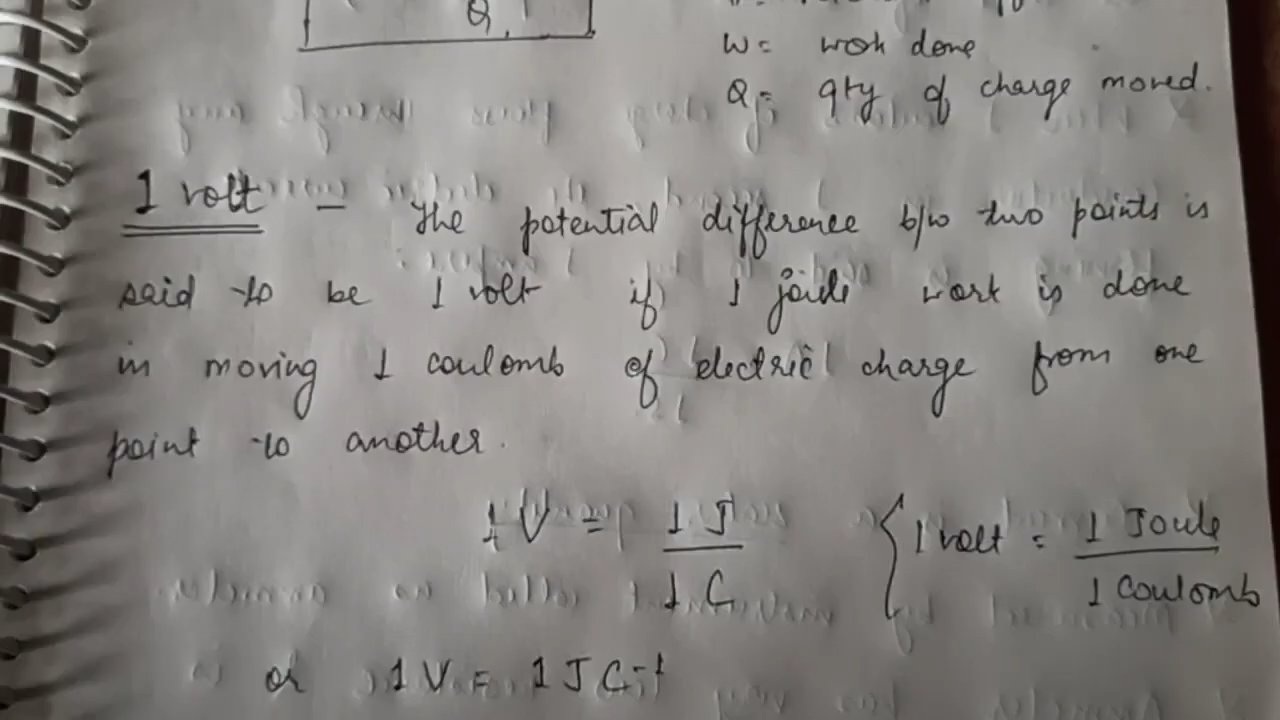 Q
W = work done
Q = qty of charge moved.
1 volt - The potential difference b/w two points is
said to be 1 volt if 1 joule work is done
in moving 1 coulomb of electric charge from one
point to another.
1 V = 1 J / 1 C { 1 volt = 1 Joule / 1 Coulomb
or 1 V = 1 J C⁻¹